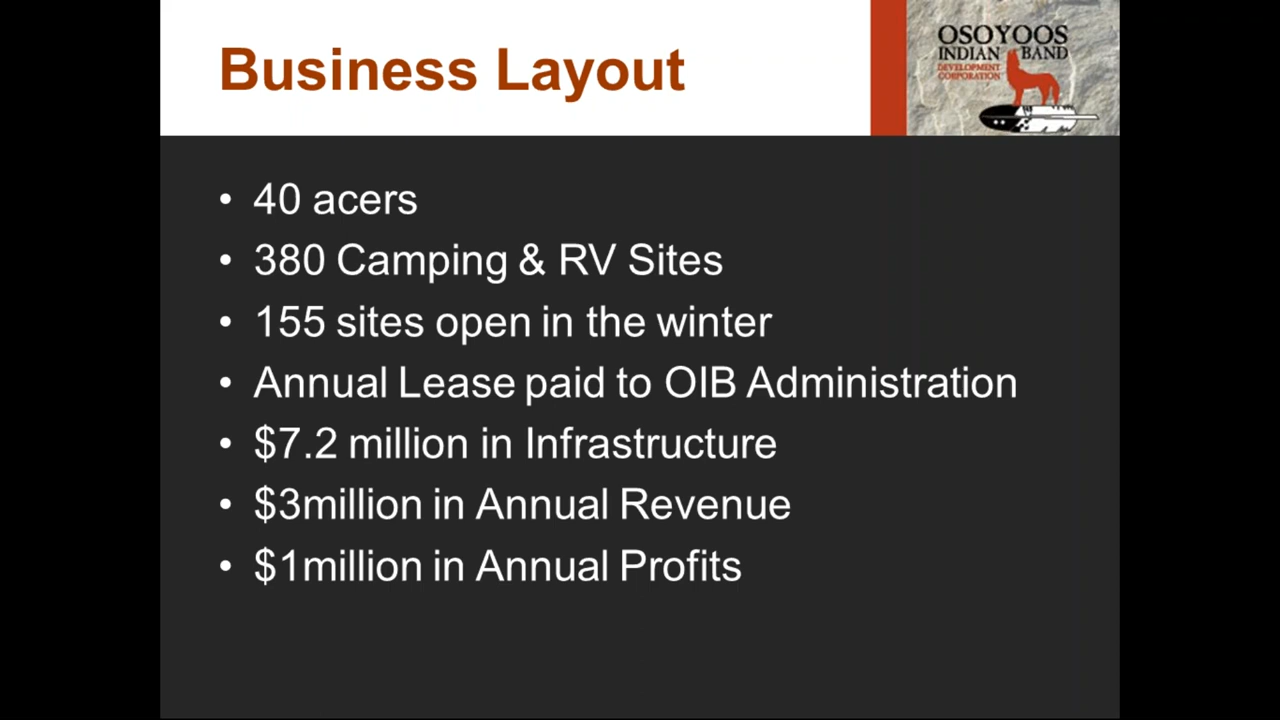 Business Layout
OSOYOOS
INDIAN BAND
DEVELOPMENT
CORPORATION
• 40 acers
• 380 Camping & RV Sites
• 155 sites open in the winter
• Annual Lease paid to OIB Administration
• $7.2 million in Infrastructure
• $3million in Annual Revenue
• $1million in Annual Profits